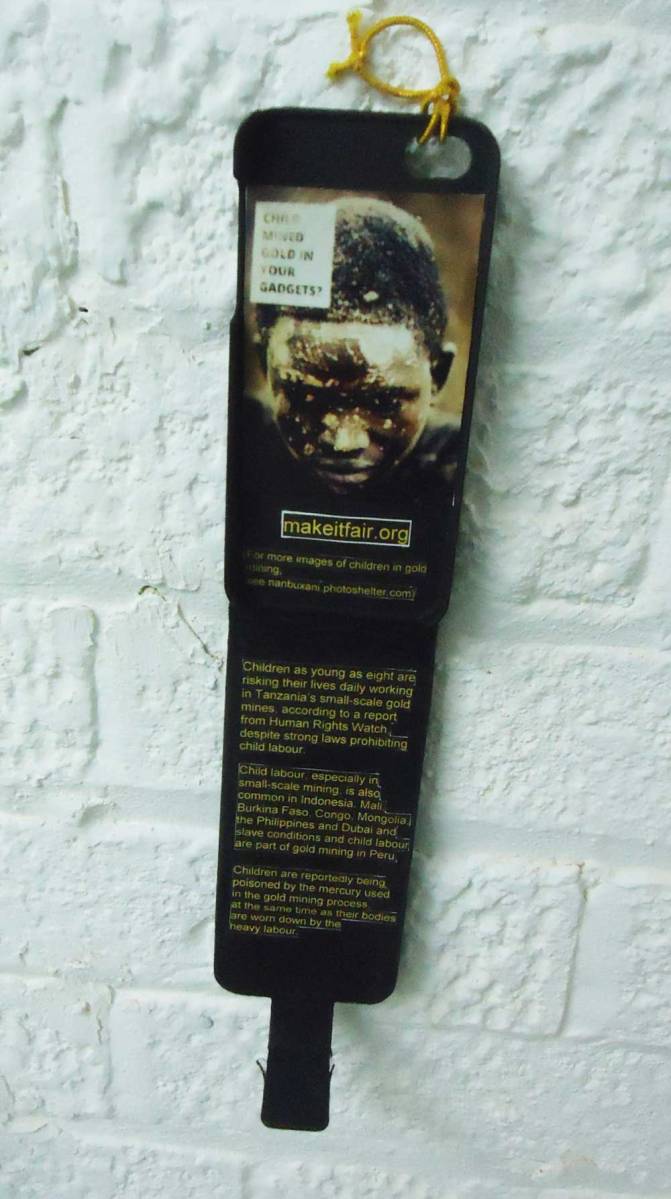 CHILD
MINED
GOLD IN
YOUR
GADGETS?
makeitfair.org
(For more images of children in gold
mining,
see nanbuxani.photoshelter.com)
Children as young as eight are
risking their lives daily working
in Tanzania's small-scale gold
mines, according to a report
from Human Rights Watch,
despite strong laws prohibiting
child labour.
Child labour, especially in
small-scale mining, is also
common in Indonesia, Mali,
Burkina Faso, Congo, Mongolia,
the Philippines and Dubai and
slave conditions and child labour
are part of gold mining in Peru.
Children are reportedly being
poisoned by the mercury used
in the gold mining process
at the same time as their bodies
are worn down by the
heavy labour.